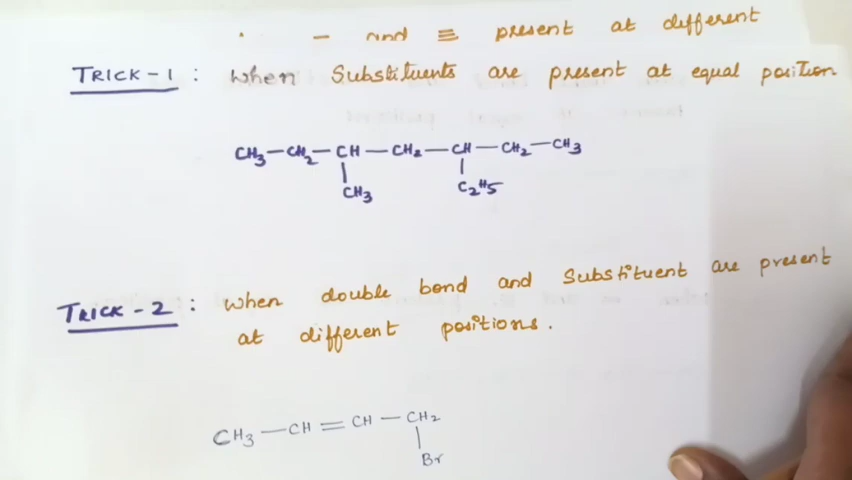 — and ≡ present at different
TRICK-1 : when Substituents are present at equal position
CH3—CH2—CH—CH2—CH—CH2—CH3
CH3 C2H5
TRICK-2 : when double bond and Substituent are present
at different positions.
CH3—CH=CH—CH2
Br